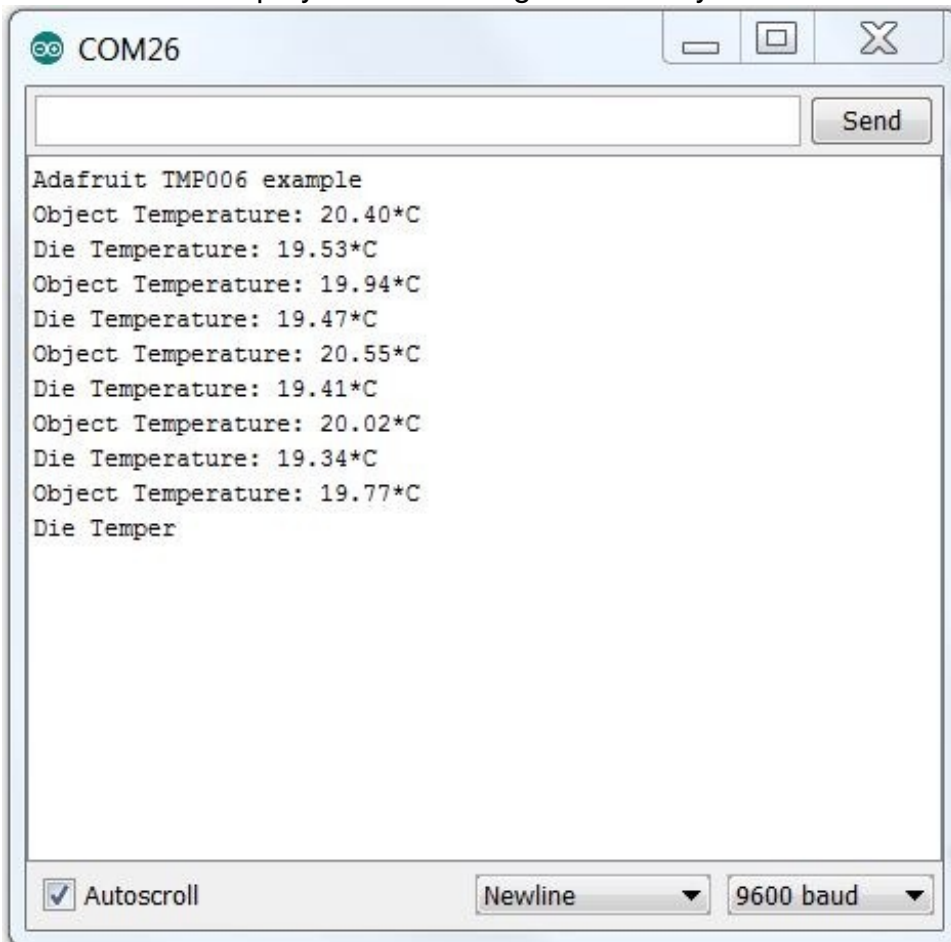 COM26
Send
Adafruit TMP006 example
Object Temperature: 20.40*C
Die Temperature: 19.53*C
Object Temperature: 19.94*C
Die Temperature: 19.47*C
Object Temperature: 20.55*C
Die Temperature: 19.41*C
Object Temperature: 20.02*C
Die Temperature: 19.34*C
Object Temperature: 19.77*C
Die Temper
Autoscroll Newline 9600 baud